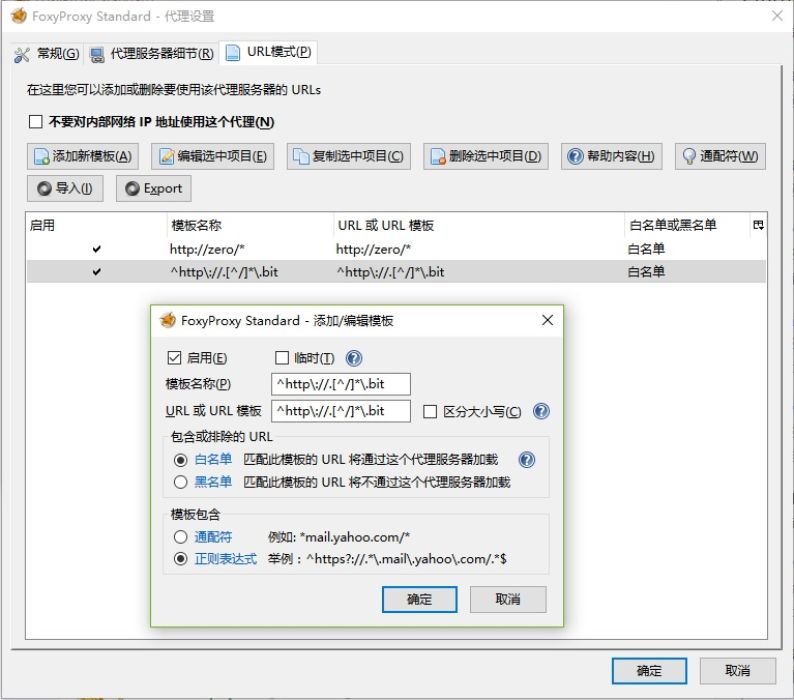 FoxyProxy Standard - 代理设置
常规(G) 代理服务器细节(R) URL模式(P)
在这里您可以添加或删除要使用该代理服务器的 URLs
不要对内部网络 IP 地址使用这个代理(N)
添加新模板(A) 编辑选中项目(E) 复制选中项目(C) 删除选中项目(D) 帮助内容(H) 通配符(W)
导入(I) Export
启用 模板名称 URL 或 URL 模板 白名单或黑名单
http://zero/* http://zero/* 白名单
^http\://.[^/]*\.bit ^http\://.[^/]*\.bit 白名单
FoxyProxy Standard - 添加/编辑模板
启用(E) 临时(T)
模板名称(P) ^http\://.[^/]*\.bit
URL 或 URL 模板 ^http\://.[^/]*\.bit 区分大小写(C)
包含或排除的 URL
白名单 匹配此模板的 URL 将通过这个代理服务器加载
黑名单 匹配此模板的 URL 将不通过这个代理服务器加载
模板包含
通配符 例如: *mail.yahoo.com/*
正则表达式 举例：^https?://.*\.mail\.yahoo\.com/.*$
确定 取消
确定 取消